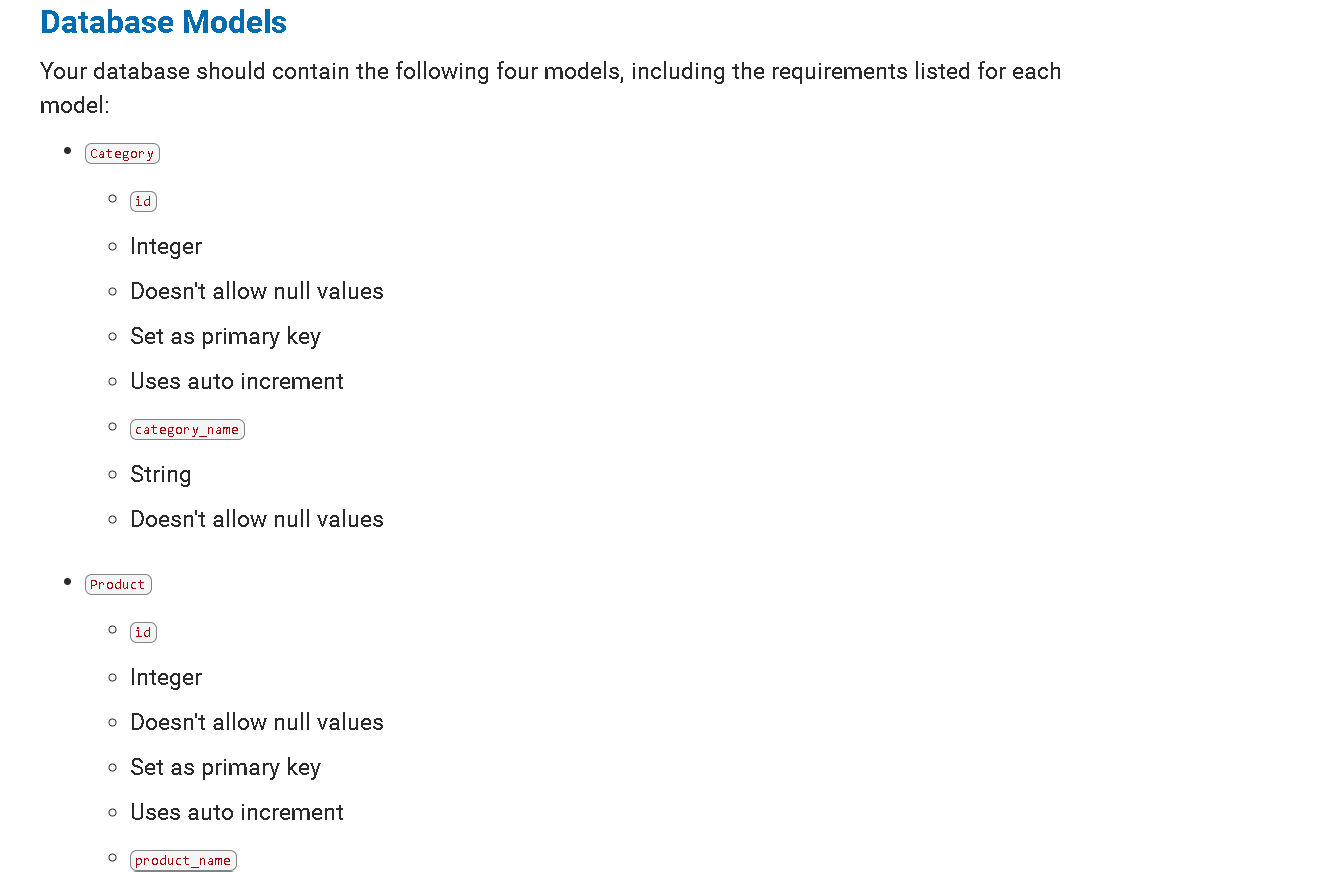 Database Models
Your database should contain the following four models, including the requirements listed for each
model:
Category
id
Integer
Doesn't allow null values
Set as primary key
Uses auto increment
category_name
String
Doesn't allow null values
Product
id
Integer
Doesn't allow null values
Set as primary key
Uses auto increment
product_name